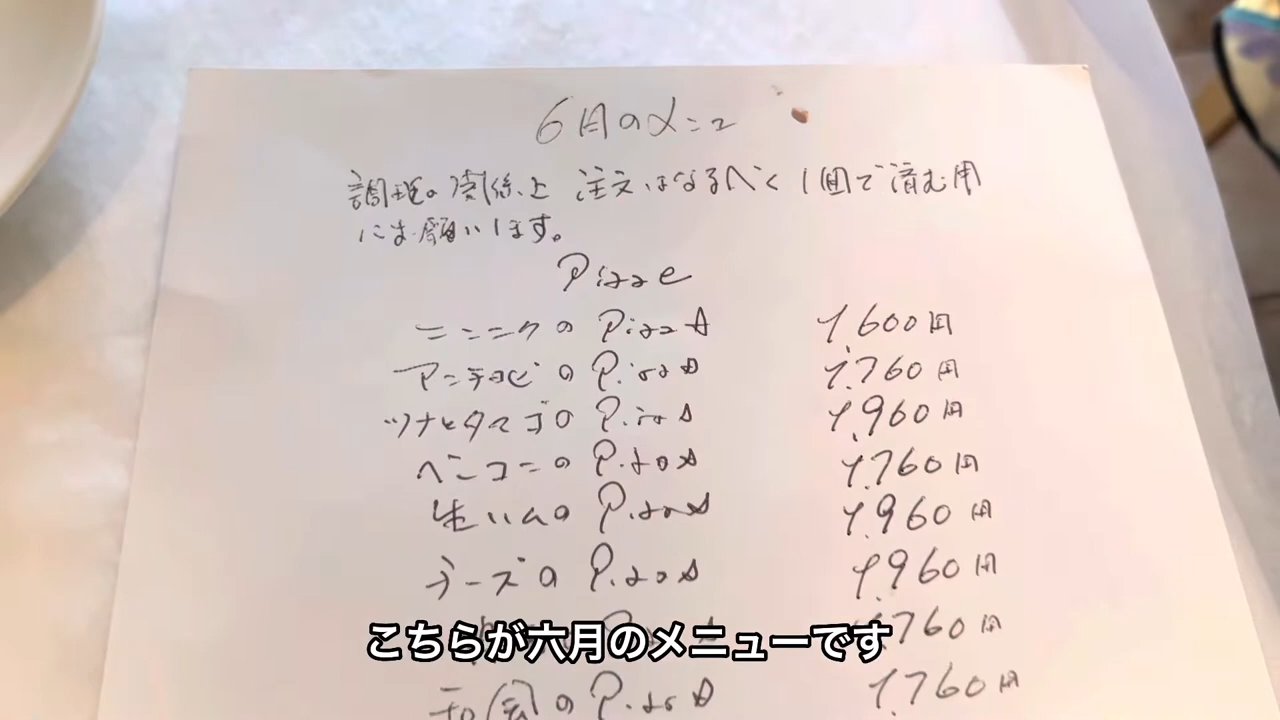 6月のメニュー
調理の関係上 注文はなるべく1回で済む用
にお願いします。
Pizza
ニンニクのPizzA 1,600円
アンチョビのPizzA 1,760円
ツナとタマゴのPizzA 1,960円
ベーコンのPizzA 1,760円
生ハムのPizzA 1,960円
チーズのPizzA 1,960円
1,760円
こちらが六月のメニューです
和風のPizzA 1,760円